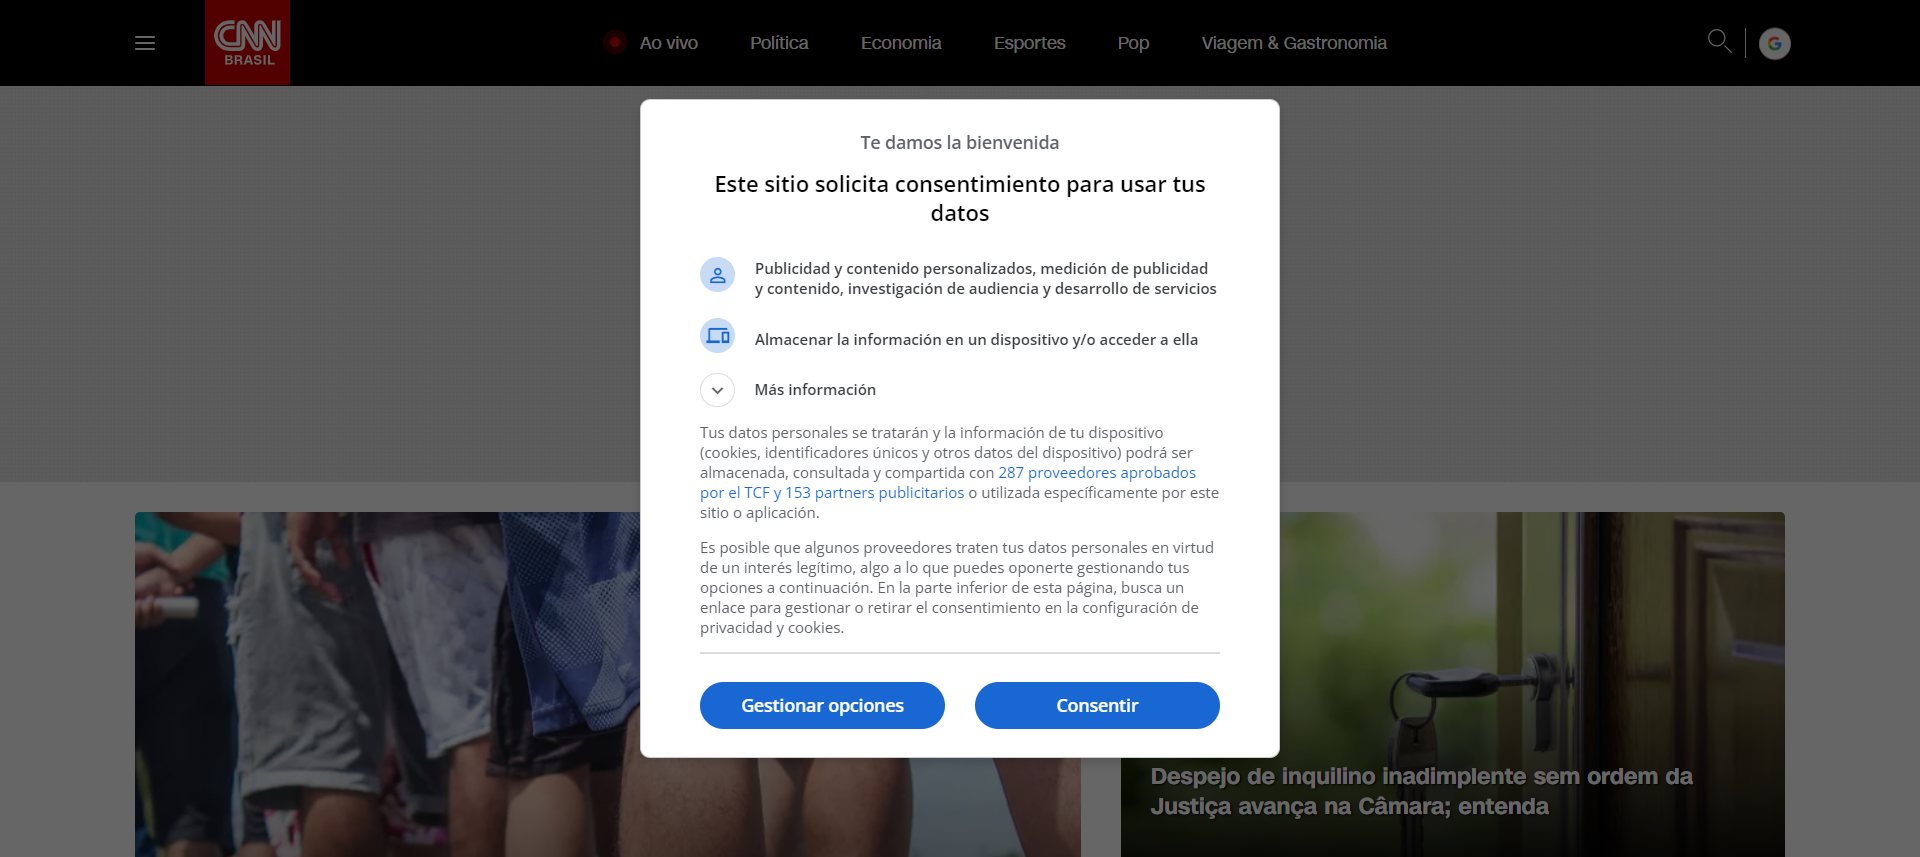 CNN
BRASIL
Ao vivo
Política
Economia
Esportes
Pop
Viagem & Gastronomia
G
Te damos la bienvenida
Este sitio solicita consentimiento para usar tus
datos
Publicidad y contenido personalizados, medición de publicidad
y contenido, investigación de audiencia y desarrollo de servicios
Almacenar la información en un dispositivo y/o acceder a ella
Más información
Tus datos personales se tratarán y la información de tu dispositivo
(cookies, identificadores únicos y otros datos del dispositivo) podrá ser
almacenada, consultada y compartida con 287 proveedores aprobados
por el TCF y 153 partners publicitarios o utilizada específicamente por este
sitio o aplicación.
Es posible que algunos proveedores traten tus datos personales en virtud
de un interés legítimo, algo a lo que puedes oponerte gestionando tus
opciones a continuación. En la parte inferior de esta página, busca un
enlace para gestionar o retirar el consentimiento en la configuración de
privacidad y cookies.
Gestionar opciones
Consentir
Despejo de inquilino inadimplente sem ordem da
Justiça avança na Câmara; entenda